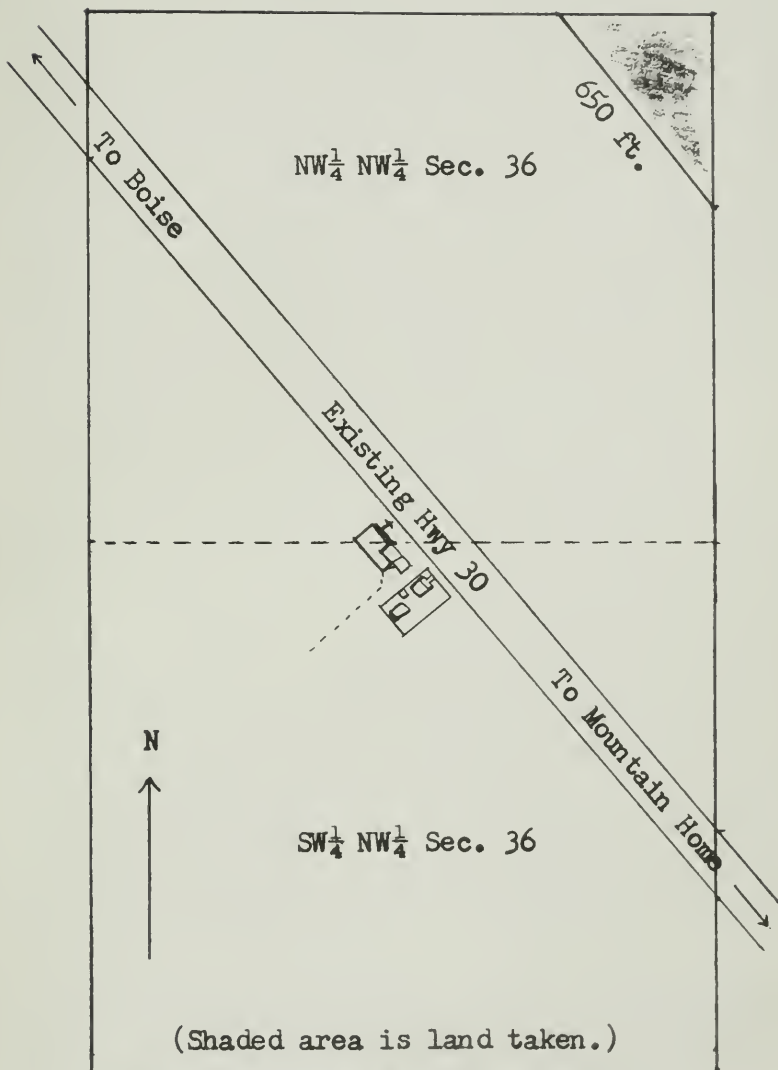 650 ft.
NW¼ NW¼ Sec. 36
To Boise
Existing Hwy 30
To Mountain Home
N
SW¼ NW¼ Sec. 36
(Shaded area is land taken.)